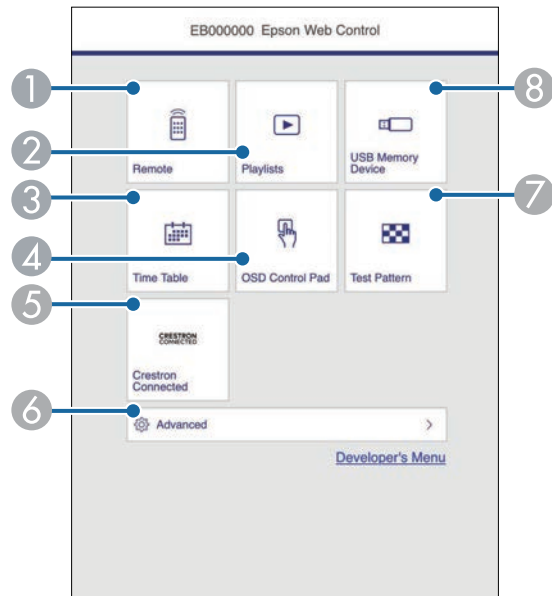 EB000000 Epson Web Control
1
8
2
Remote
Playlists
USB Memory
Device
3
7
4
Time Table
OSD Control Pad
Test Pattern
5
CRESTRON
CONNECTED
Crestron
Connected
6
Advanced
Developer's Menu